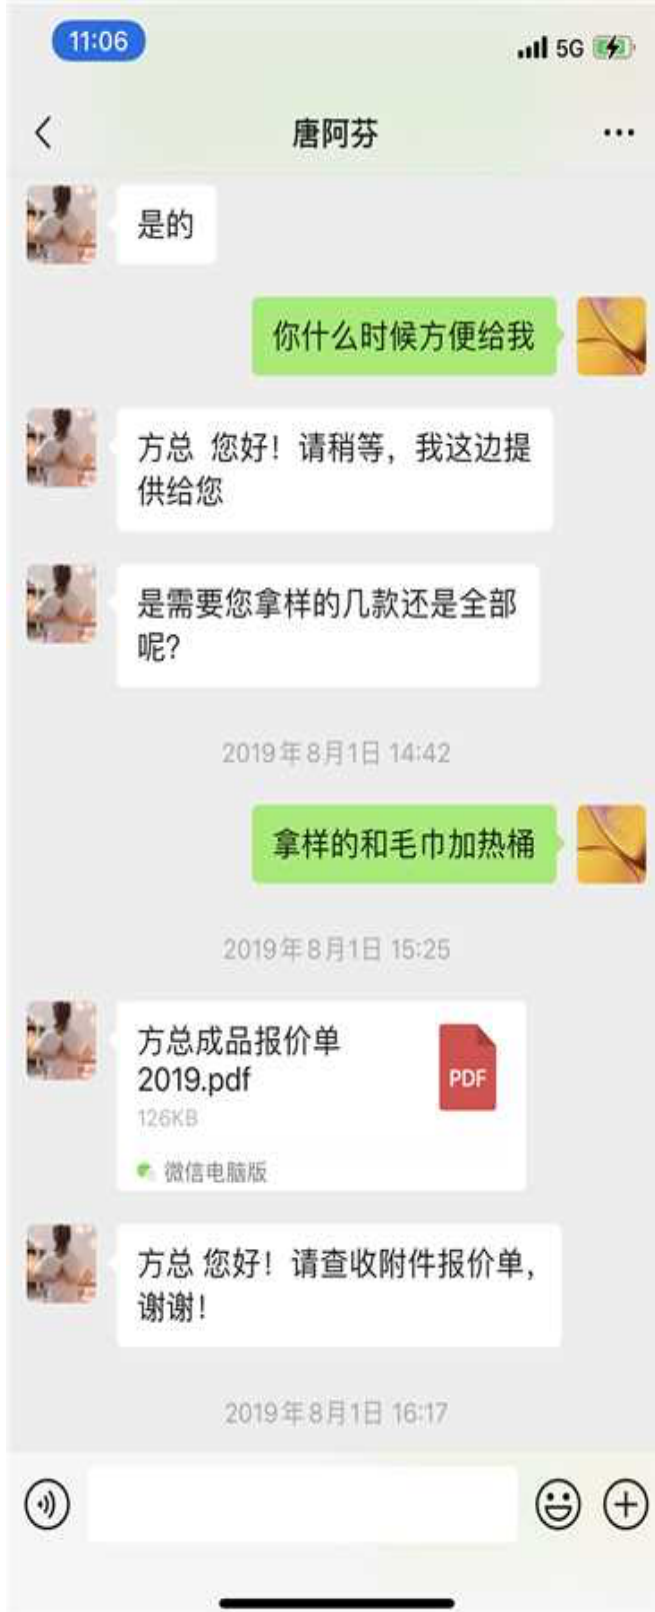 11:06
5G
唐阿芬
是的
你什么时候方便给我
方总 您好！请稍等，我这边提
供给您
是需要您拿样的几款还是全部
呢?
2019年8月1日 14:42
拿样的和毛巾加热桶
2019年8月1日 15:25
方总成品报价单
2019.pdf
PDF
126KB
微信电脑版
方总 您好！请查收附件报价单，
谢谢！
2019年8月1日 16:17